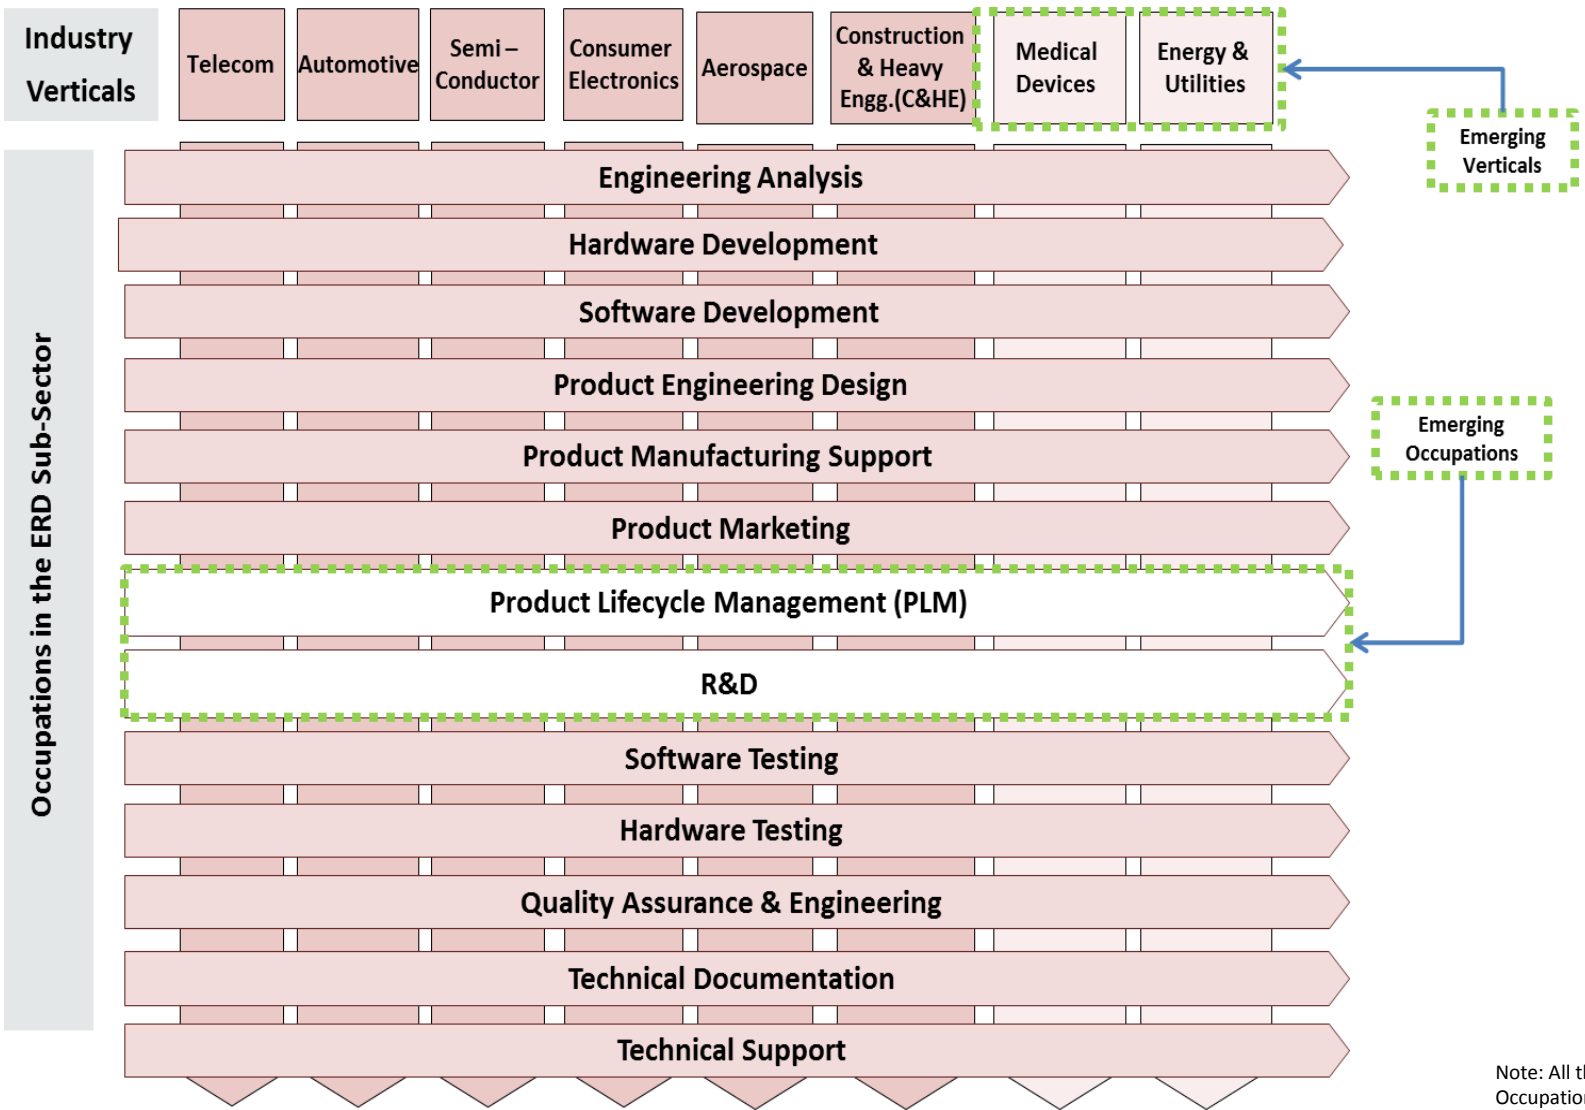 Industry
Verticals
Telecom
Automotive
Semi –
Conductor
Consumer
Electronics
Aerospace
Construction
& Heavy
Engg.(C&HE)
Medical
Devices
Energy &
Utilities
Emerging
Verticals
Occupations in the ERD Sub-Sector
Engineering Analysis
Hardware Development
Software Development
Product Engineering Design
Product Manufacturing Support
Product Marketing
Product Lifecycle Management (PLM)
R&D
Emerging
Occupations
Software Testing
Hardware Testing
Quality Assurance & Engineering
Technical Documentation
Technical Support
Note: All